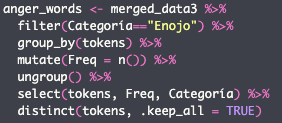 anger_words <- merged_data3 %>%
filter(Categoría=="Enojo") %>%
group_by(tokens) %>%
mutate(Freq = n()) %>%
ungroup() %>%
select(tokens, Freq, Categoría) %>%
distinct(tokens, .keep_all = TRUE)